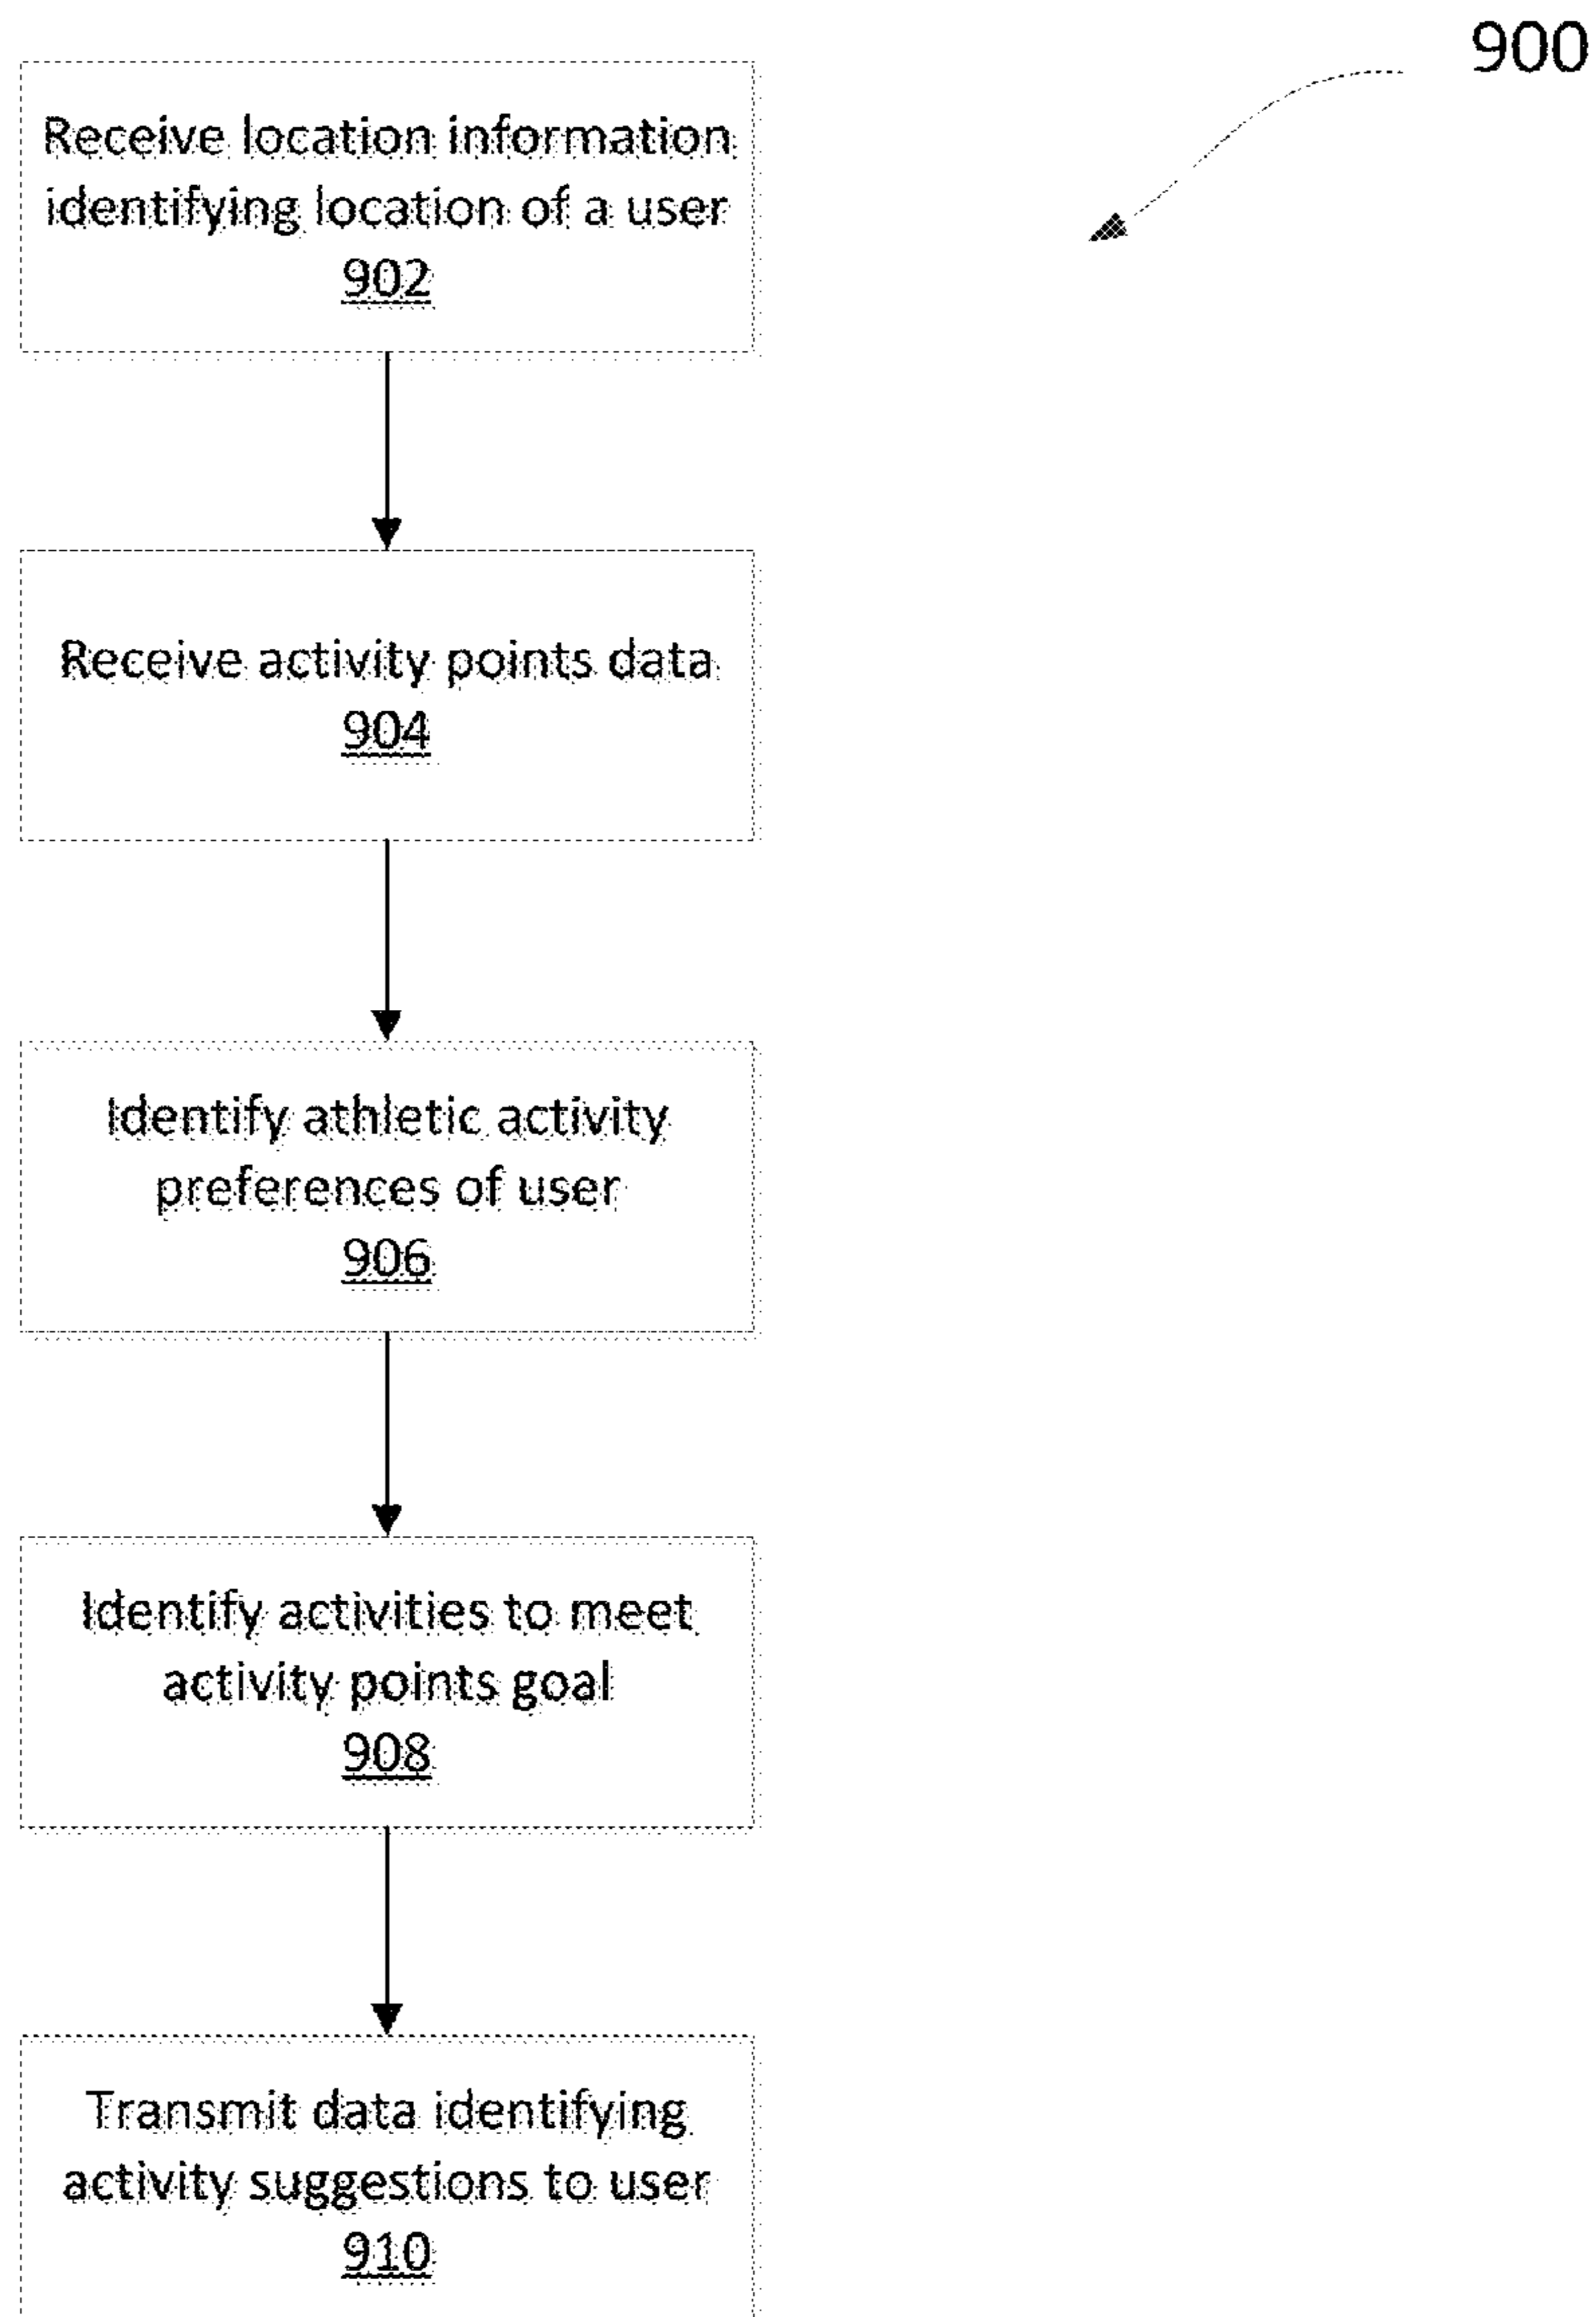 900
Receive location information
identifying location of a user
902
Receive activity points data
904
Identify athletic activity
preferences of user
906
Identify activities to meet
activity points goal
908
Transmit data identifying
activity suggestions to user
910